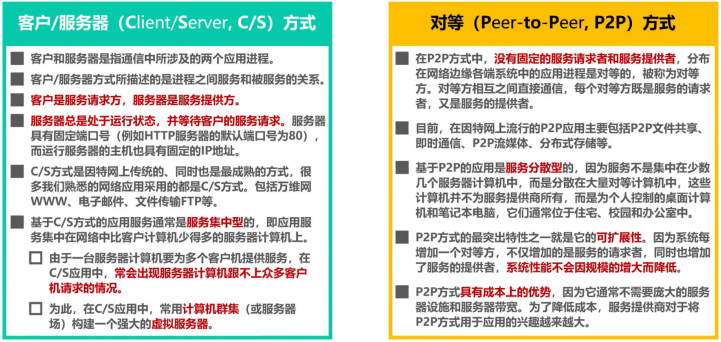 客户/服务器（Client/Server, C/S）方式
客户和服务器是指通信中所涉及的两个应用进程。
客户/服务器方式所描述的是进程之间服务和被服务的关系。
客户是服务请求方，服务器是服务提供方。
服务器总是处于运行状态，并等待客户的服务请求。服务器
具有固定端口号（例如HTTP服务器的默认端口号为80），
而运行服务器的主机也具有固定的IP地址。
C/S方式是因特网上传统的、同时也是最成熟的方式，很
多我们熟悉的网络应用采用的都是C/S方式。包括万维网
WWW、电子邮件、文件传输FTP等。
基于C/S方式的应用服务通常是服务集中型的，即应用服
务集中在网络中比客户计算机少得多的服务器计算机上。
由于一台服务器计算机要为多个客户机提供服务，在
C/S应用中，常会出现服务器计算机跟不上众多客户
机请求的情况。
为此，在C/S应用中，常用计算机群集（或服务器
场）构建一个强大的虚拟服务器。
对等（Peer-to-Peer, P2P）方式
在P2P方式中，没有固定的服务请求者和服务提供者，分布
在网络边缘各端系统中的应用进程是对等的，被称为对等
方。对等方相互之间直接通信，每个对等方既是服务的请求
者，又是服务的提供者。
目前，在因特网上流行的P2P应用主要包括P2P文件共享、
即时通信、P2P流媒体、分布式存储等。
基于P2P的应用是服务分散型的，因为服务不是集中在少数
几个服务器计算机中，而是分散在大量对等计算机中，这些
计算机并不为服务提供商所有，而是为个人控制的桌面计算
机和笔记本电脑，它们通常位于住宅、校园和办公室中。
P2P方式的最突出特性之一就是它的可扩展性。因为系统每
增加一个对等方，不仅增加的是服务的请求者，同时也增加
了服务的提供者，系统性能不会因规模的增大而降低。
P2P方式具有成本上的优势，因为它通常不需要庞大的服务
器设施和服务器带宽。为了降低成本，服务提供商对于将
P2P方式用于应用的兴趣越来越大。